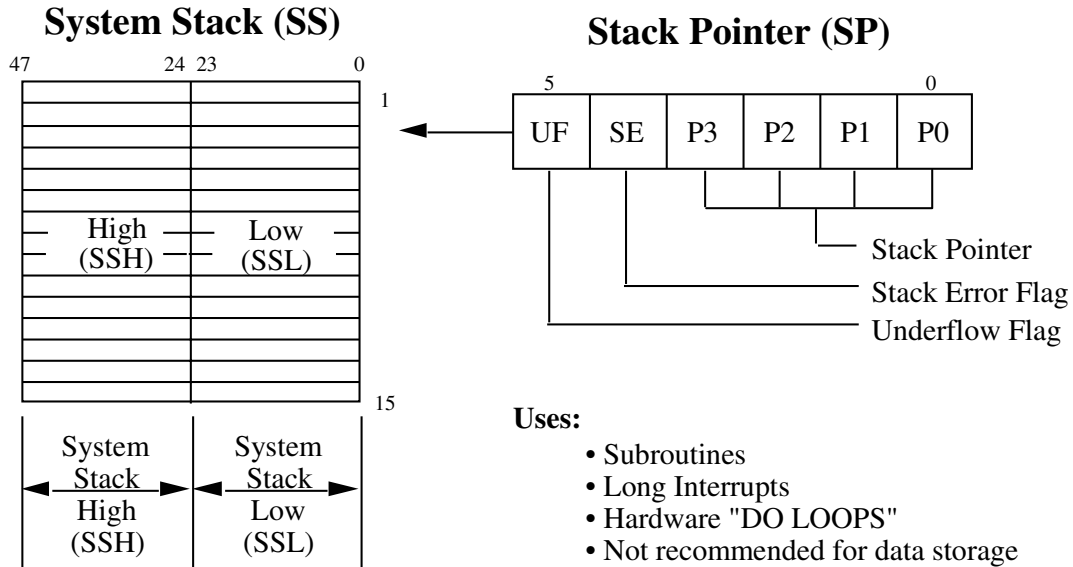 System Stack (SS)
47 24 23 0
1
High
(SSH)
Low
(SSL)
15
System
Stack
High
(SSH)
System
Stack
Low
(SSL)
Stack Pointer (SP)
5 0
UF SE P3 P2 P1 P0
Stack Pointer
Stack Error Flag
Underflow Flag
Uses:
• Subroutines
• Long Interrupts
• Hardware "DO LOOPS"
• Not recommended for data storage